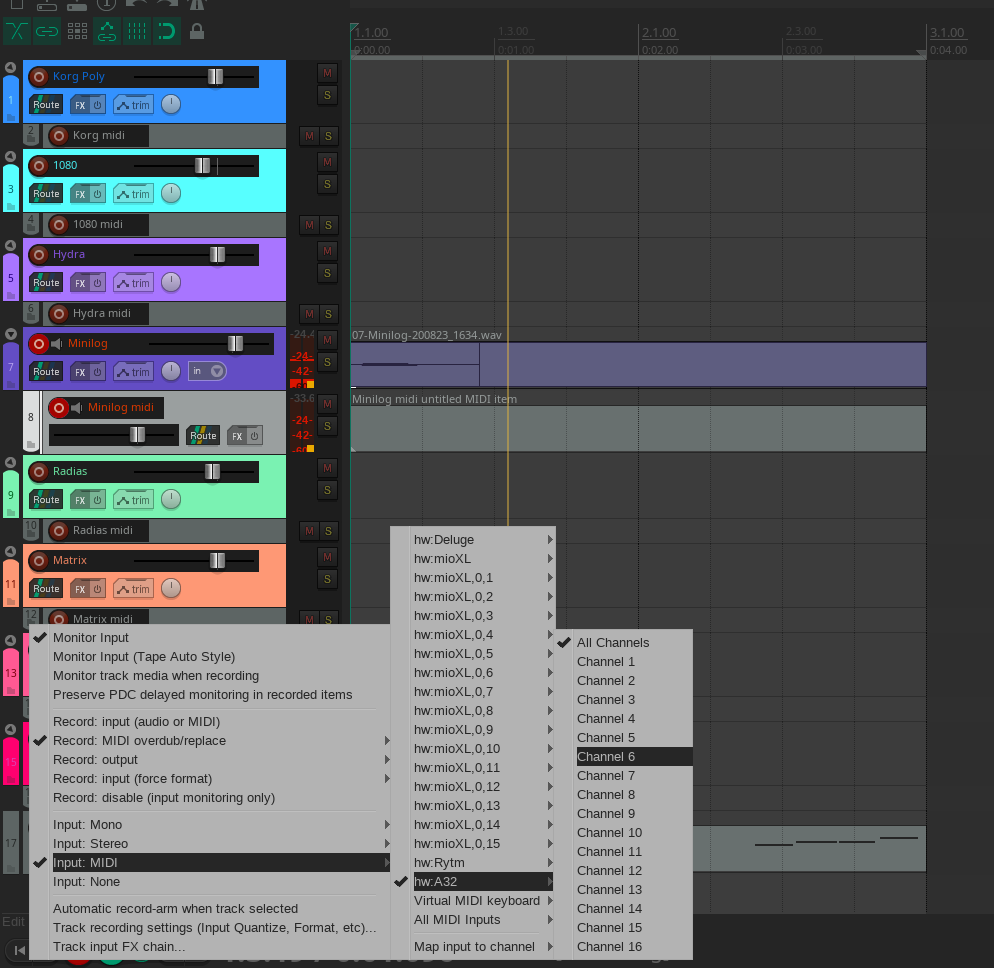 1.1.00
1.3.00
2.1.00
2.3.00
3.1.00
0:00.00
0:01.00
0:02.00
0:03.00
0:04.00
1
Korg Poly
M
S
Route
FX
trim
2
Korg midi
M
S
3
1080
M
S
Route
FX
trim
4
1080 midi
M
S
5
Hydra
M
S
Route
FX
trim
6
Hydra midi
M
S
7
Minilog
-24.4
M
S
-24-
-42-
Route
FX
trim
in
07-Minilog-200823_1634.wav
8
Minilog midi
-33.6
M
S
-24-
-42-
-60-
Route
FX
Minilog midi untitled MIDI item
9
Radias
M
S
Route
FX
trim
10
Radias midi
M
S
11
Matrix
M
S
Route
FX
trim
12
Matrix midi
M
S
13
15
17
Edit
Monitor Input
Monitor Input (Tape Auto Style)
Monitor track media when recording
Preserve PDC delayed monitoring in recorded items
Record: input (audio or MIDI)
Record: MIDI overdub/replace
Record: output
Record: input (force format)
Record: disable (input monitoring only)
Input: Mono
Input: Stereo
Input: MIDI
Input: None
Automatic record-arm when track selected
Track recording settings (Input Quantize, Format, etc)...
Track input FX chain...
hw:Deluge
hw:mioXL
hw:mioXL,0,1
hw:mioXL,0,2
hw:mioXL,0,3
hw:mioXL,0,4
hw:mioXL,0,5
hw:mioXL,0,6
hw:mioXL,0,7
hw:mioXL,0,8
hw:mioXL,0,9
hw:mioXL,0,10
hw:mioXL,0,11
hw:mioXL,0,12
hw:mioXL,0,13
hw:mioXL,0,14
hw:mioXL,0,15
hw:Rytm
hw:A32
Virtual MIDI keyboard
All MIDI Inputs
Map input to channel
All Channels
Channel 1
Channel 2
Channel 3
Channel 4
Channel 5
Channel 6
Channel 7
Channel 8
Channel 9
Channel 10
Channel 11
Channel 12
Channel 13
Channel 14
Channel 15
Channel 16